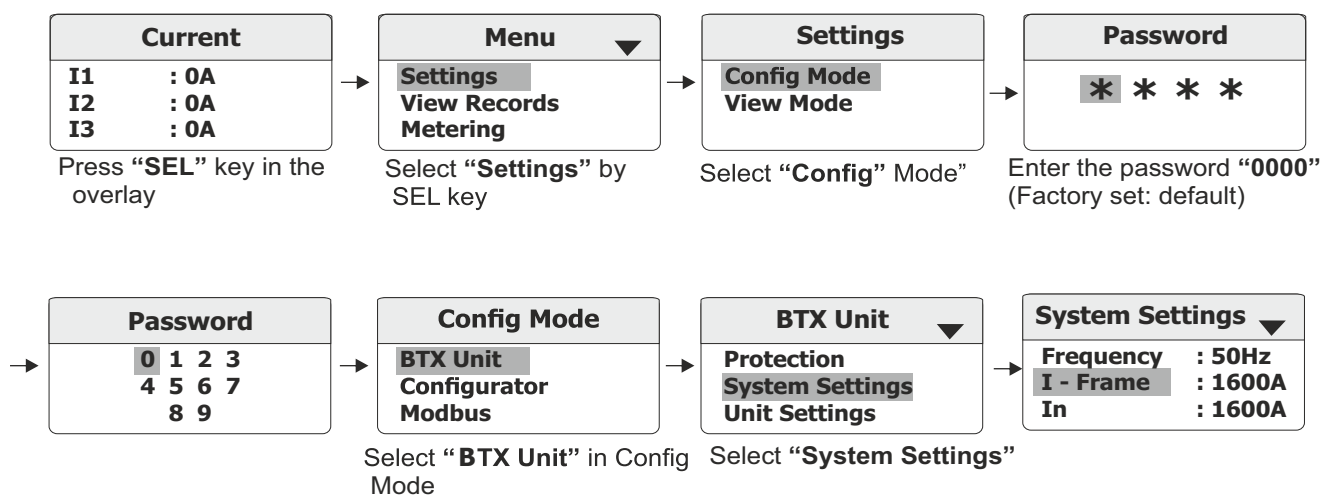 Current
I1 : 0A
I2 : 0A
I3 : 0A
Press “SEL” key in the
overlay
Menu
Settings
View Records
Metering
Select “Settings” by
SEL key
Settings
Config Mode
View Mode
Select “Config” Mode”
Password
* * * *
Enter the password “0000”
(Factory set: default)
Password
0 1 2 3
4 5 6 7
8 9
Config Mode
BTX Unit
Configurator
Modbus
Select “BTX Unit” in Config
Mode
BTX Unit
Protection
System Settings
Unit Settings
Select “System Settings”
System Settings
Frequency : 50Hz
I - Frame : 1600A
In : 1600A